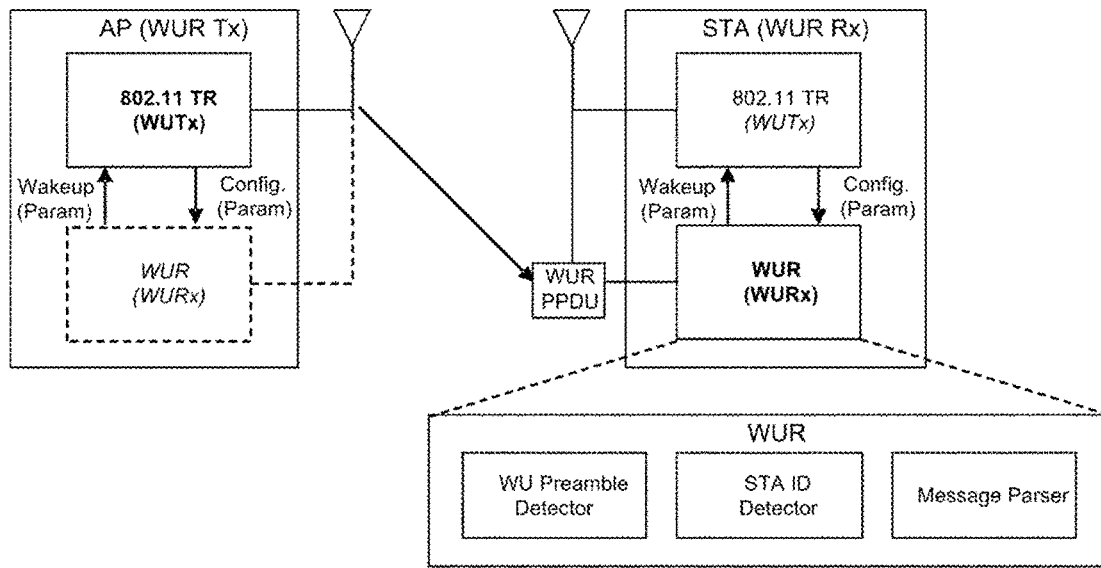 AP (WUR Tx)
802.11 TR
(WUTx)
Wakeup
(Param)
Config.
(Param)
WUR
(WURx)
STA (WUR Rx)
802.11 TR
(WUTx)
Wakeup
(Param)
Config.
(Param)
WUR
PPDU
WUR
(WURx)
WUR
WU Preamble
Detector
STA ID
Detector
Message Parser